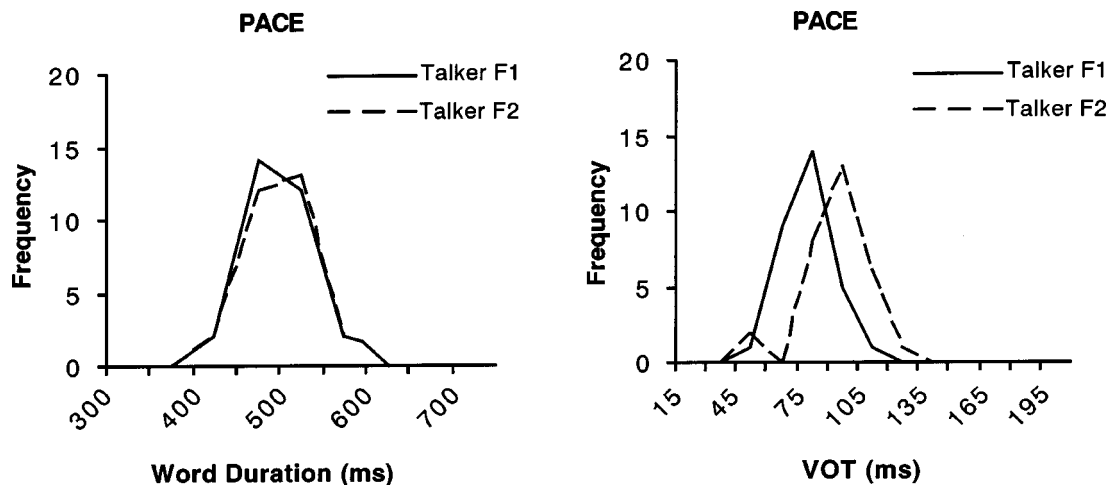 PACE
20
15
10
5
0
Frequency
Talker F1
Talker F2
300
400
500
600
700
Word Duration (ms)
PACE
20
15
10
5
0
Frequency
Talker F1
Talker F2
15
45
75
105
135
165
195
VOT (ms)